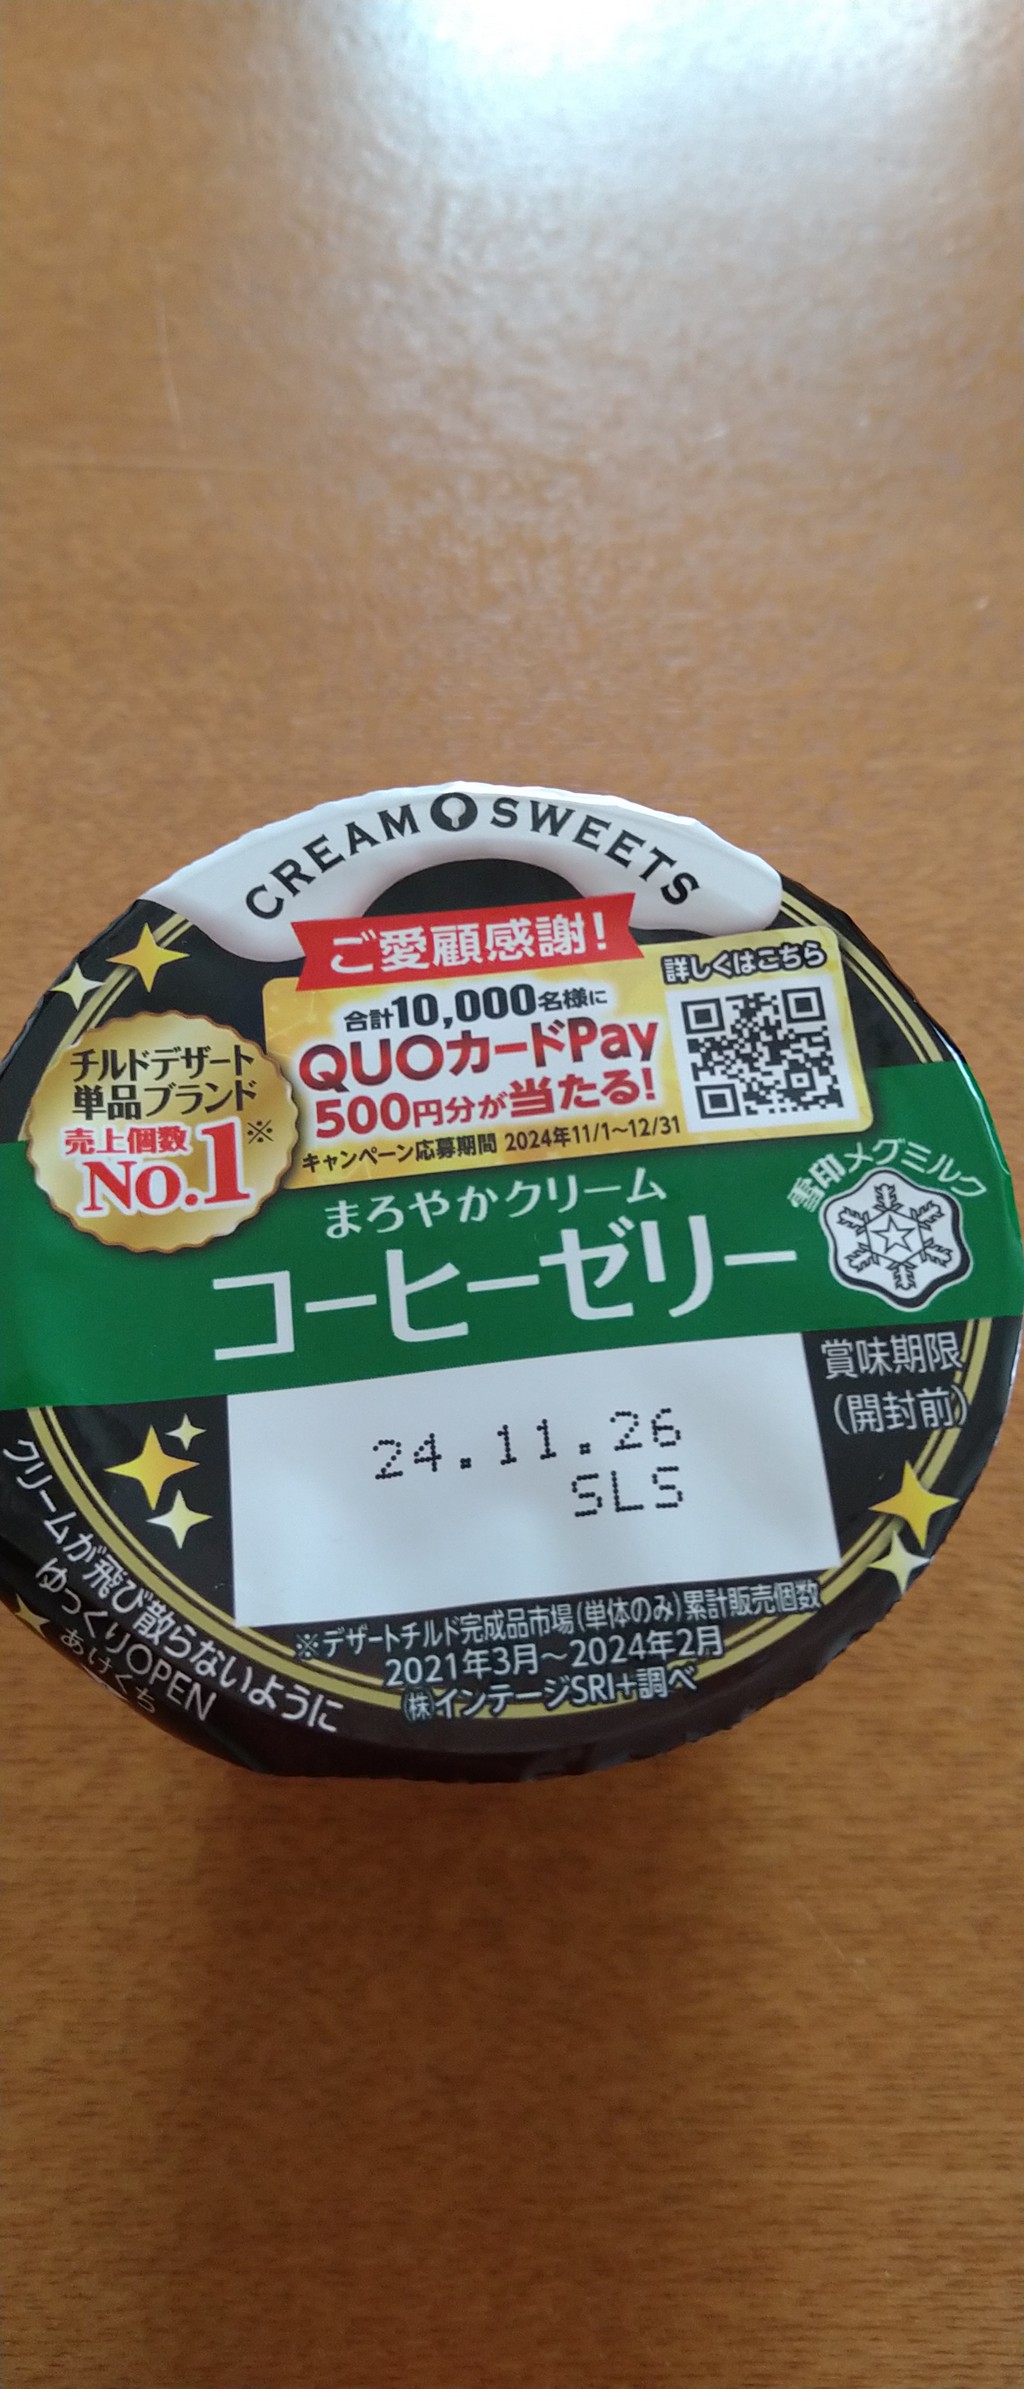 CREAM SWEETS
ご愛顧感謝!
詳しくはこちら
合計10,000名様に
QUOカードPay
500円分が当たる!
キャンペーン応募期間 2024年11/1~12/31
チルドデザート
単品ブランド
売上個数※
No.1
雪印メグミルク
まろやかクリーム
コーヒーゼリー
賞味期限
(開封前)
24.11.26
SLS
※デザートチルド完成品市場(単体のみ)累計販売個数
2021年3月~2024年2月
㈱インテージSRI+調べ
クリームが飛び散らないように
ゆっくりOPEN
あけくち